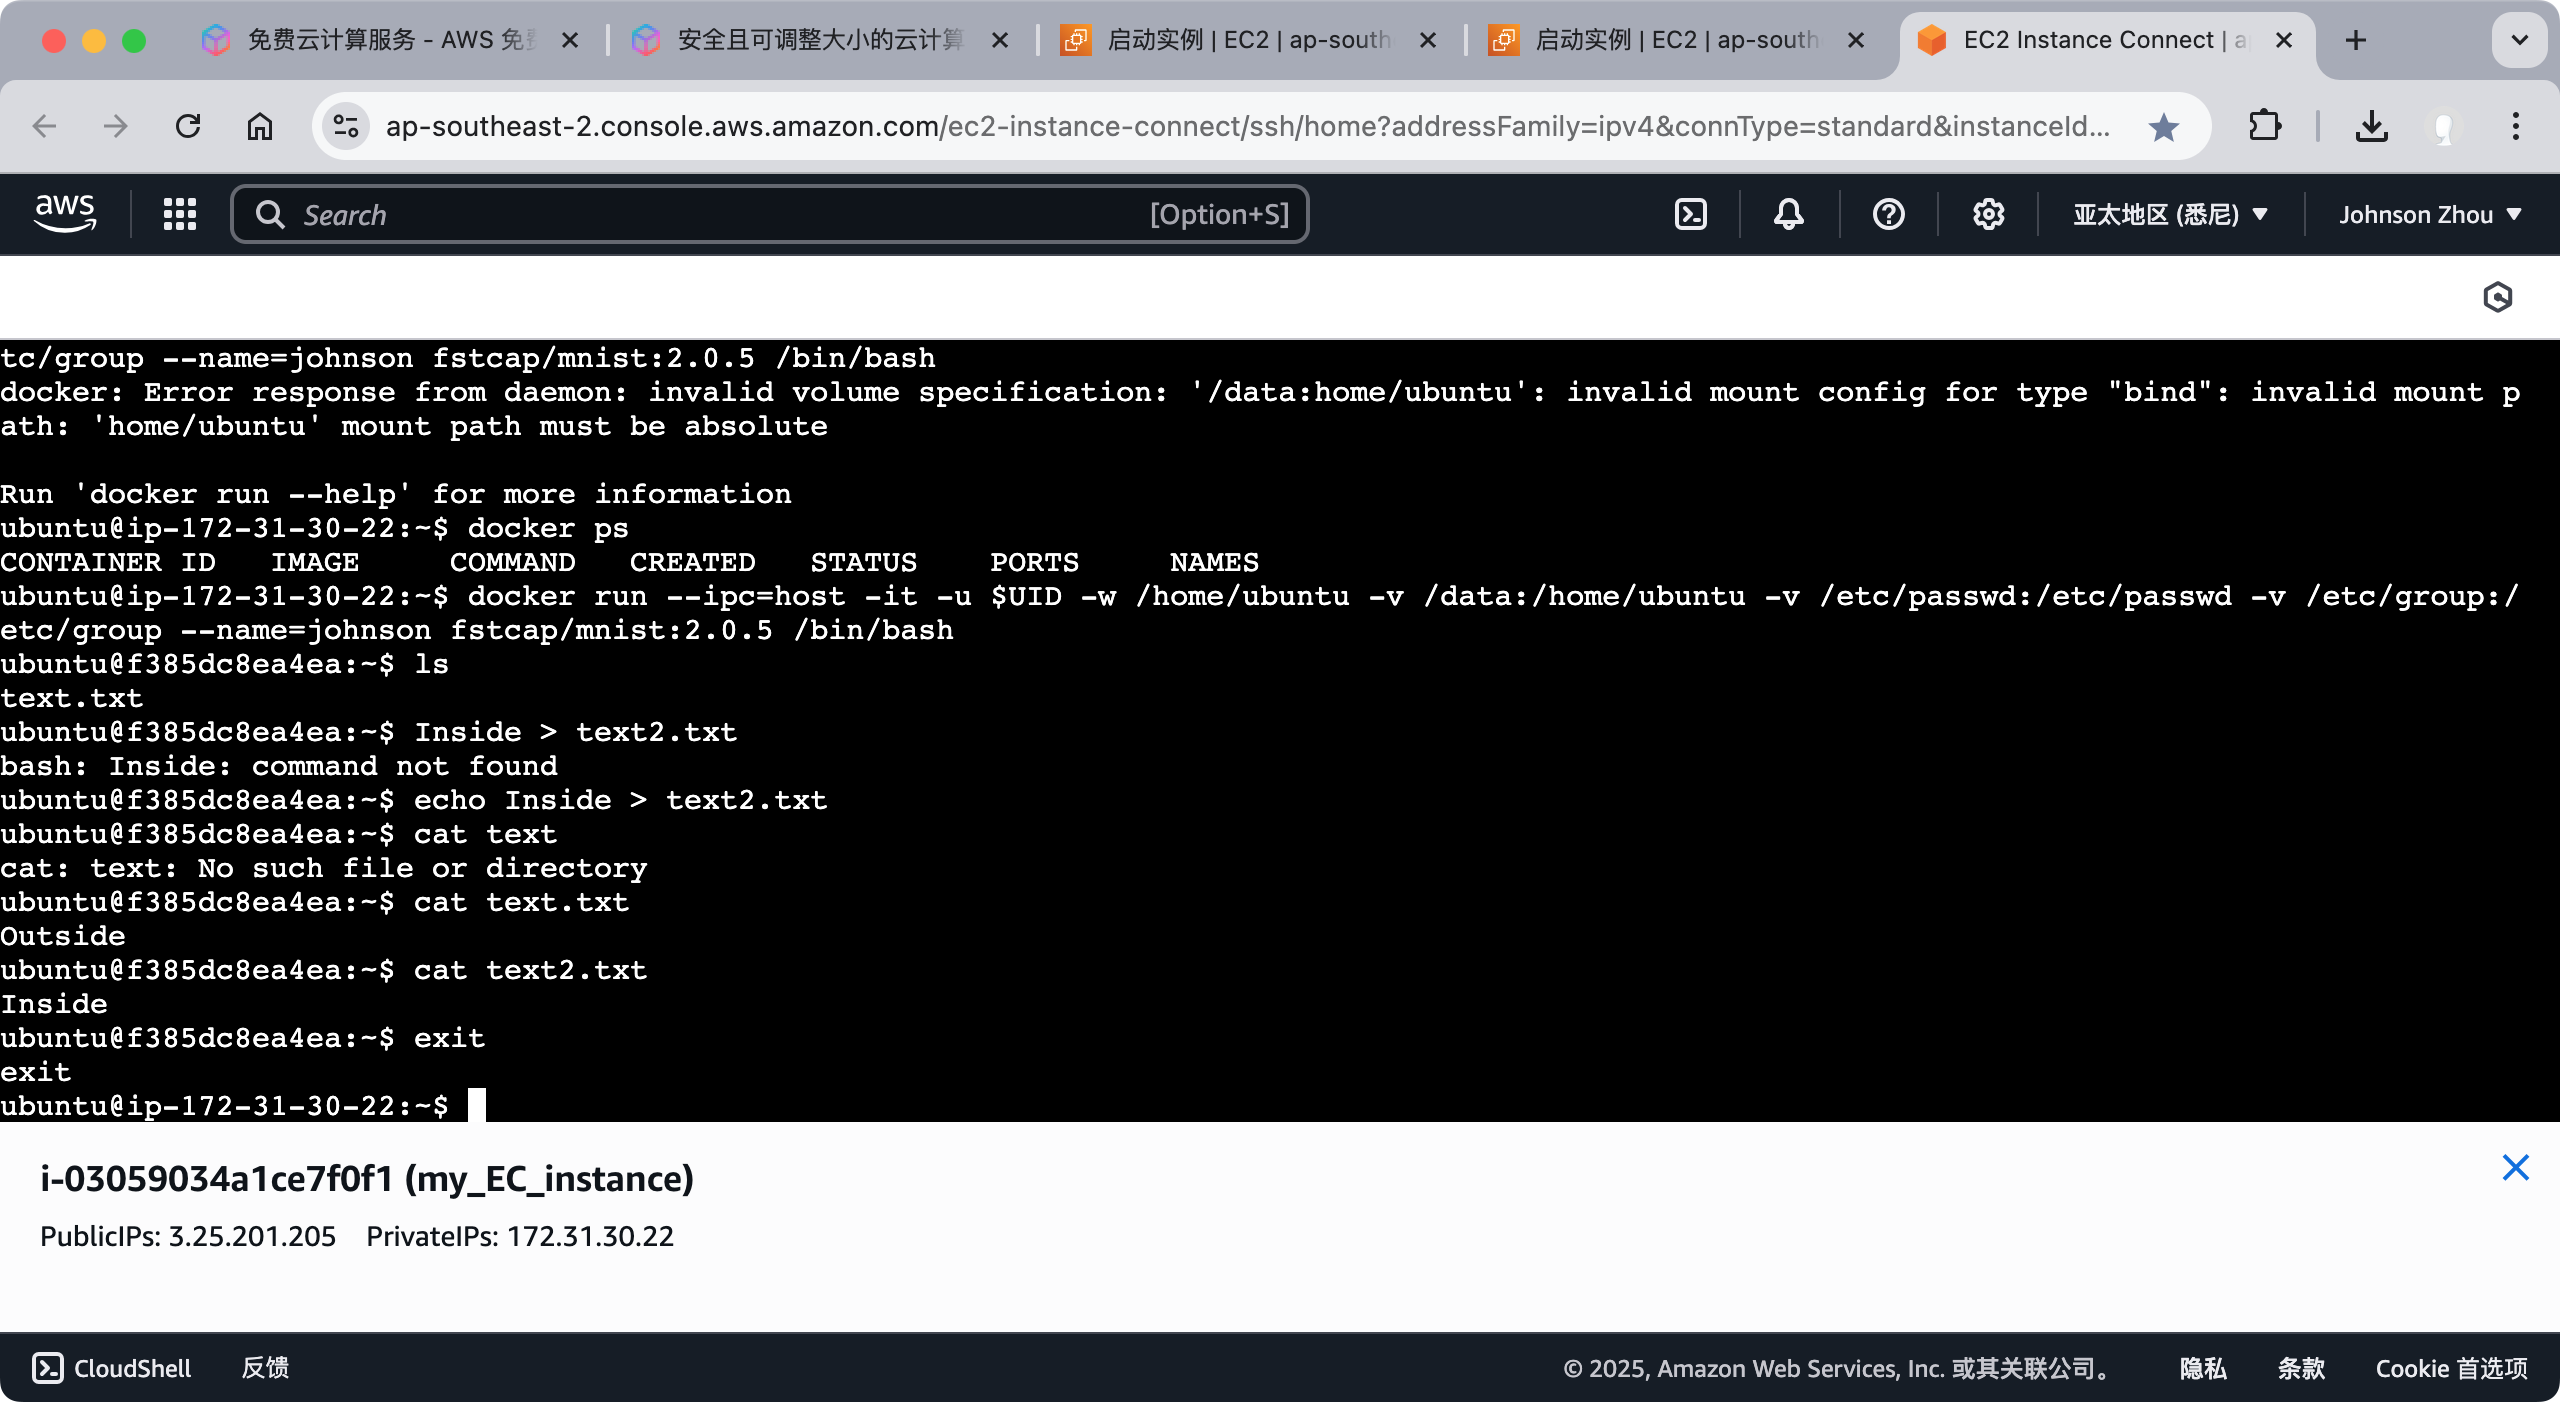 免费云计算服务 - AWS 免
安全且可调整大小的云计算
启动实例 | EC2 | ap-south
启动实例 | EC2 | ap-south
EC2 Instance Connect | a
ap-southeast-2.console.aws.amazon.com/ec2-instance-connect/ssh/home?addressFamily=ipv4&connType=standard&instanceId...
aws
Search
[Option+S]
亚太地区 (悉尼)
Johnson Zhou
tc/group --name=johnson fstcap/mnist:2.0.5 /bin/bash
docker: Error response from daemon: invalid volume specification: '/data:home/ubuntu': invalid mount config for type "bind": invalid mount p
ath: 'home/ubuntu' mount path must be absolute
Run 'docker run --help' for more information
ubuntu@ip-172-31-30-22:~$ docker ps
CONTAINER ID   IMAGE     COMMAND   CREATED   STATUS    PORTS     NAMES
ubuntu@ip-172-31-30-22:~$ docker run --ipc=host -it -u $UID -w /home/ubuntu -v /data:/home/ubuntu -v /etc/passwd:/etc/passwd -v /etc/group:/
etc/group --name=johnson fstcap/mnist:2.0.5 /bin/bash
ubuntu@f385dc8ea4ea:~$ ls
text.txt
ubuntu@f385dc8ea4ea:~$ Inside > text2.txt
bash: Inside: command not found
ubuntu@f385dc8ea4ea:~$ echo Inside > text2.txt
ubuntu@f385dc8ea4ea:~$ cat text
cat: text: No such file or directory
ubuntu@f385dc8ea4ea:~$ cat text.txt
Outside
ubuntu@f385dc8ea4ea:~$ cat text2.txt
Inside
ubuntu@f385dc8ea4ea:~$ exit
exit
ubuntu@ip-172-31-30-22:~$
i-03059034a1ce7f0f1 (my_EC_instance)
PublicIPs: 3.25.201.205    PrivateIPs: 172.31.30.22
CloudShell
反馈
© 2025, Amazon Web Services, Inc. 或其关联公司。
隐私
条款
Cookie 首选项